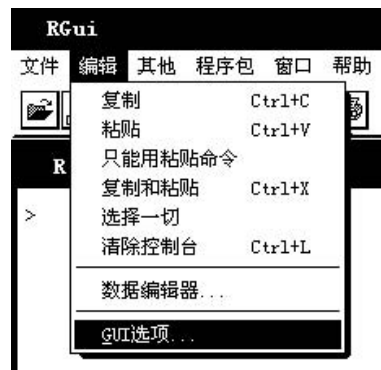 RGui
文件 编辑 其他 程序包 窗口 帮助
复制 Ctrl+C
粘贴 Ctrl+V
只能用粘贴命令
R
复制和粘贴 Ctrl+X
>
选择一切
清除控制台 Ctrl+L
数据编辑器...
GUI选项...